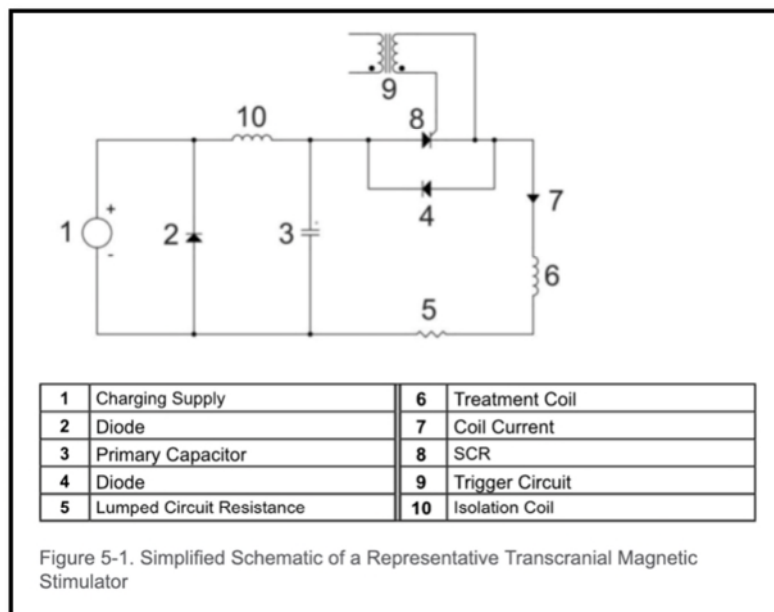 9
8
10
1
+
-
2
3
4
7
6
5
1 Charging Supply 6 Treatment Coil
2 Diode 7 Coil Current
3 Primary Capacitor 8 SCR
4 Diode 9 Trigger Circuit
5 Lumped Circuit Resistance 10 Isolation Coil
Figure 5-1. Simplified Schematic of a Representative Transcranial Magnetic
Stimulator